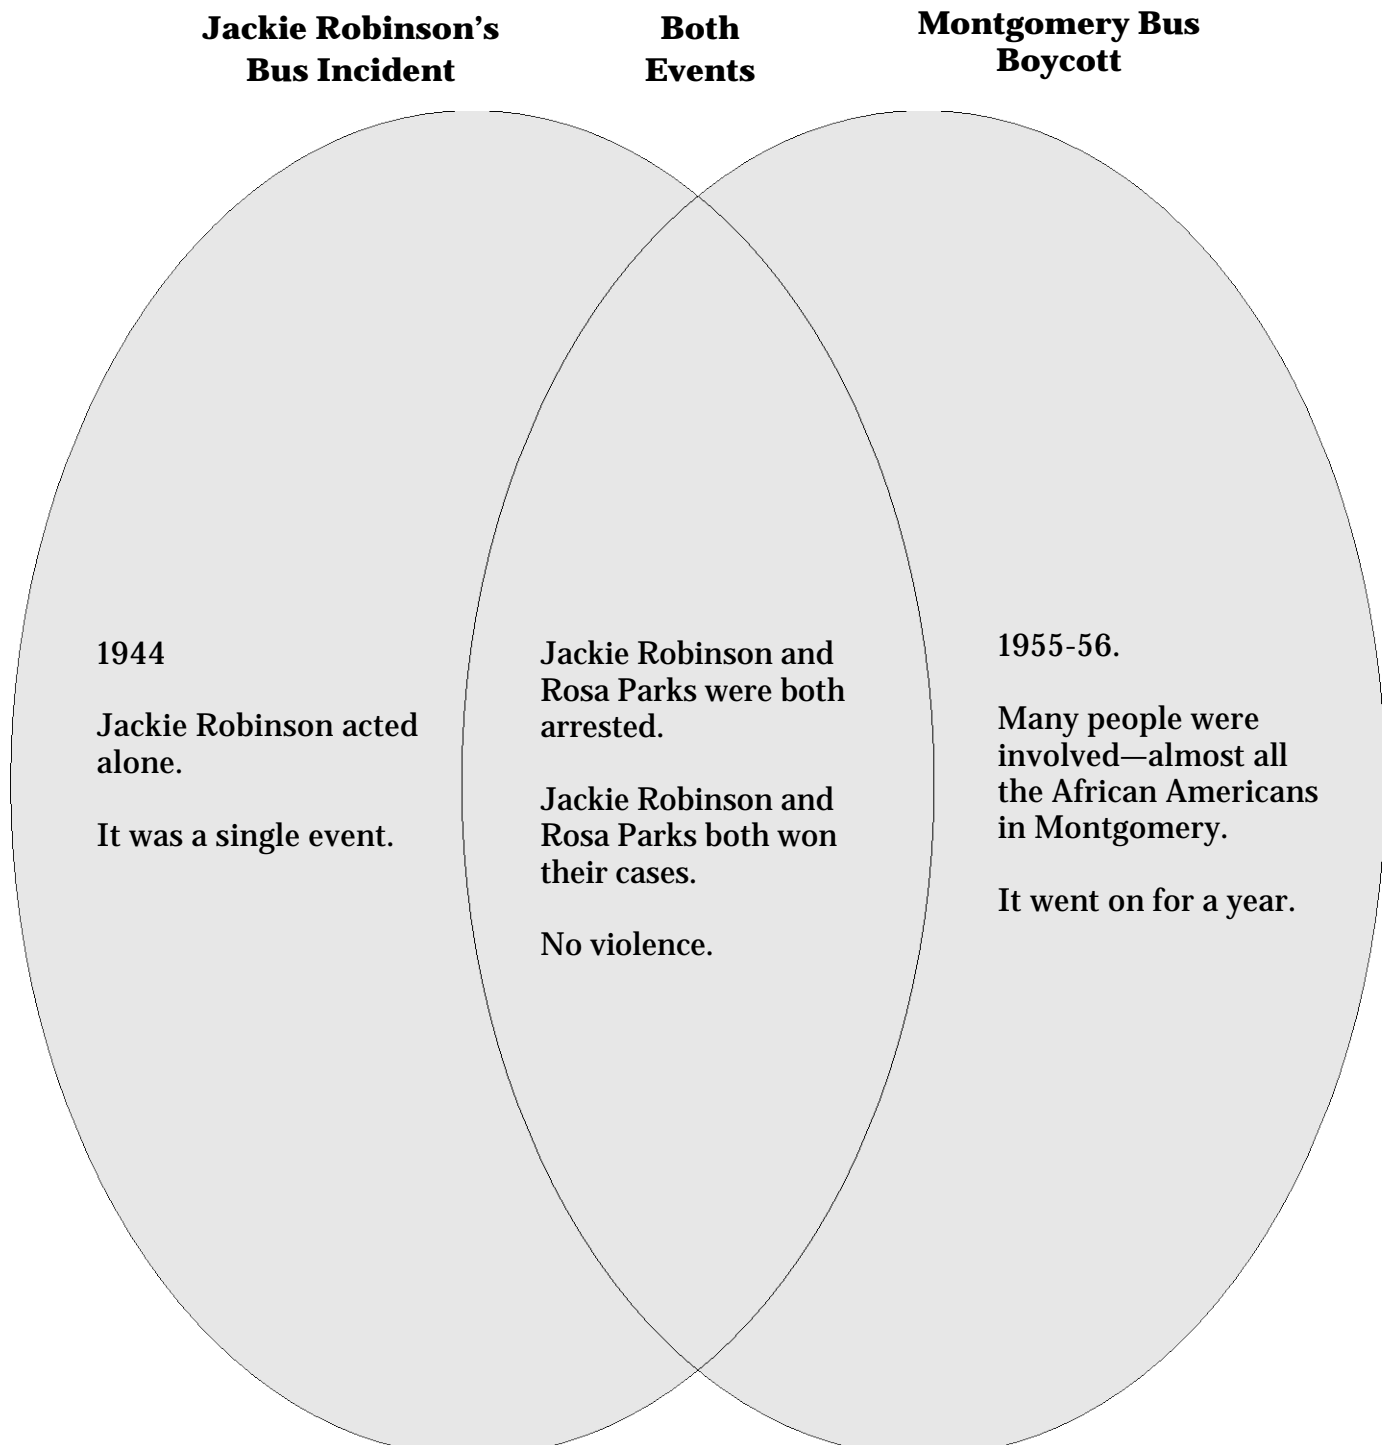 Jackie Robinson’s
Bus Incident
Both
Events
Montgomery Bus
Boycott
1944
Jackie Robinson acted
alone.
It was a single event.
Jackie Robinson and
Rosa Parks were both
arrested.
Jackie Robinson and
Rosa Parks both won
their cases.
No violence.
1955-56.
Many people were
involved—almost all
the African Americans
in Montgomery.
It went on for a year.